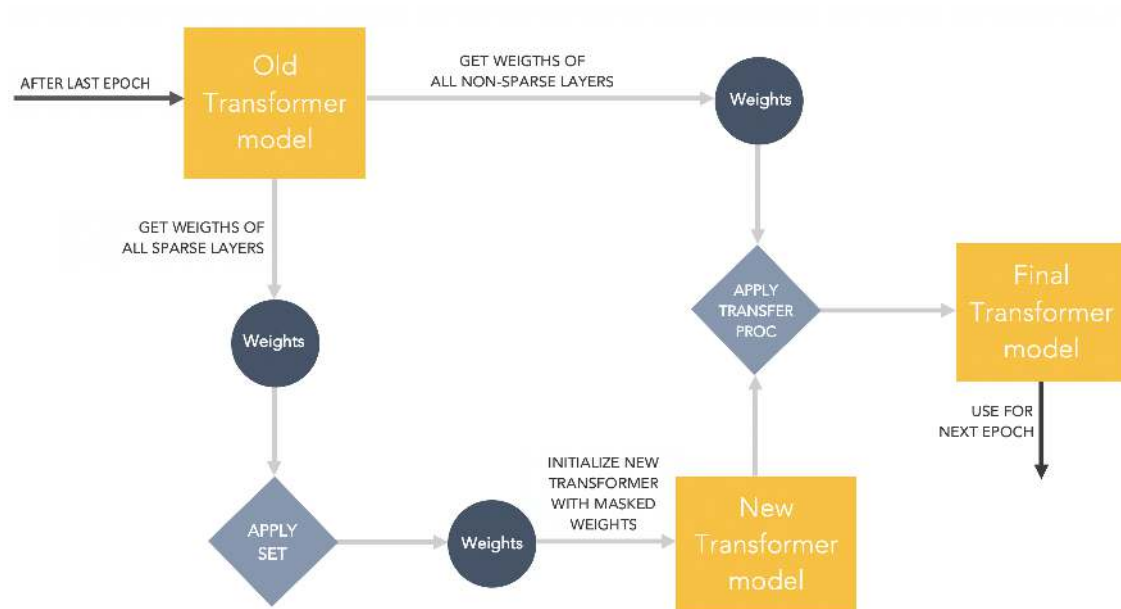 AFTER LAST EPOCH
Old
Transformer
model
GET WEIGTHS OF
ALL NON-SPARSE LAYERS
Weights
GET WEIGTHS OF
ALL SPARSE LAYERS
Weights
APPLY
TRANSFER
PROC
Final
Transformer
model
USE FOR
NEXT EPOCH
APPLY
SET
Weights
INITIALIZE NEW
TRANSFORMER
WITH MASKED
WEIGHTS
New
Transformer
model